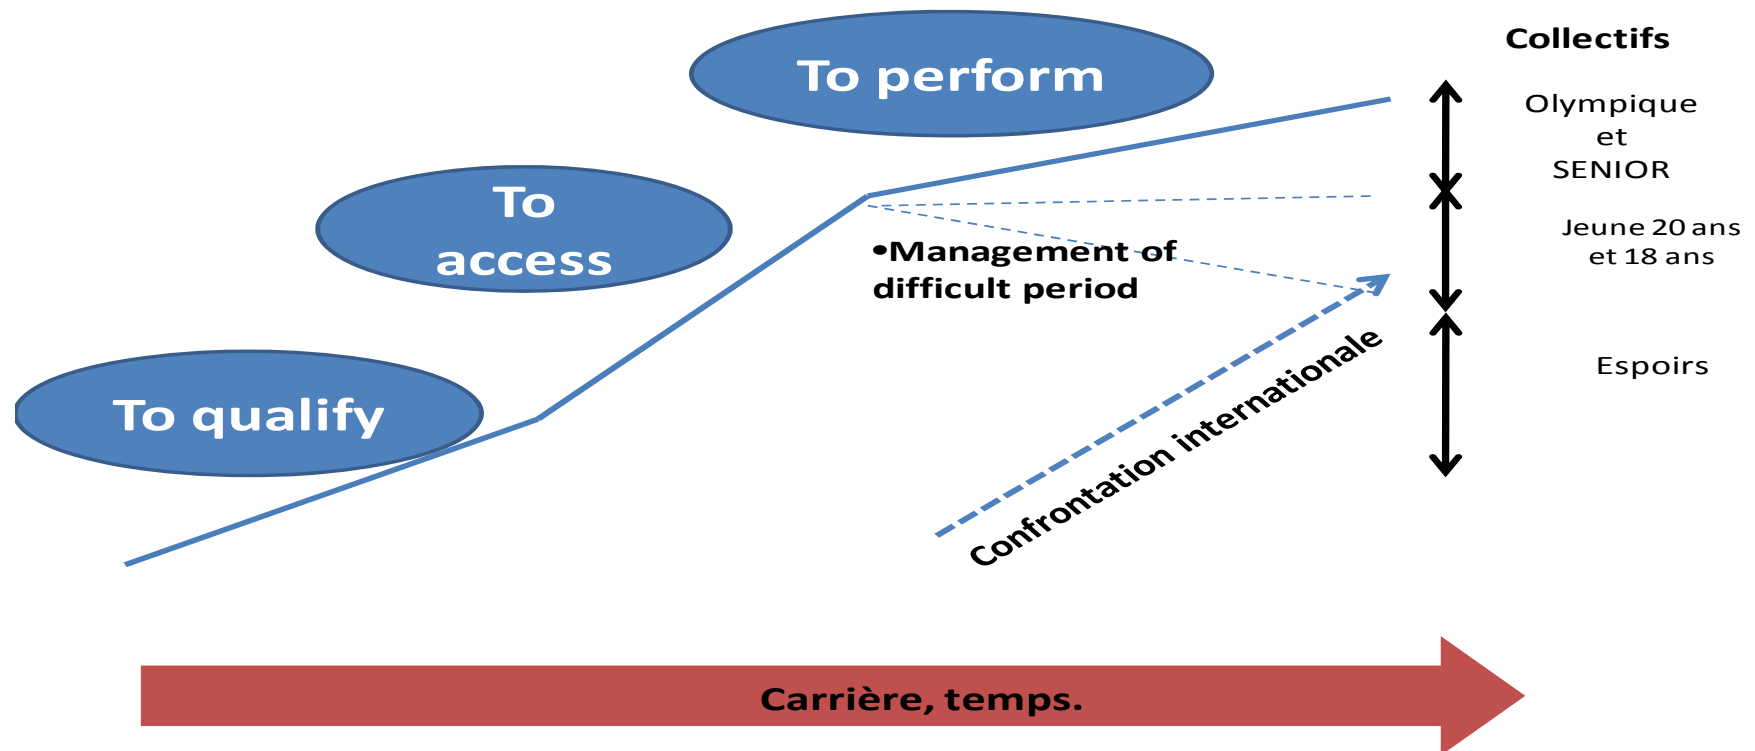 To perform
Collectifs
Olympique
et
SENIOR
To
access
Jeune 20 ans
et 18 ans
•Management of
difficult period
To qualify
Confrontation internationale
Espoirs
Carrière, temps.